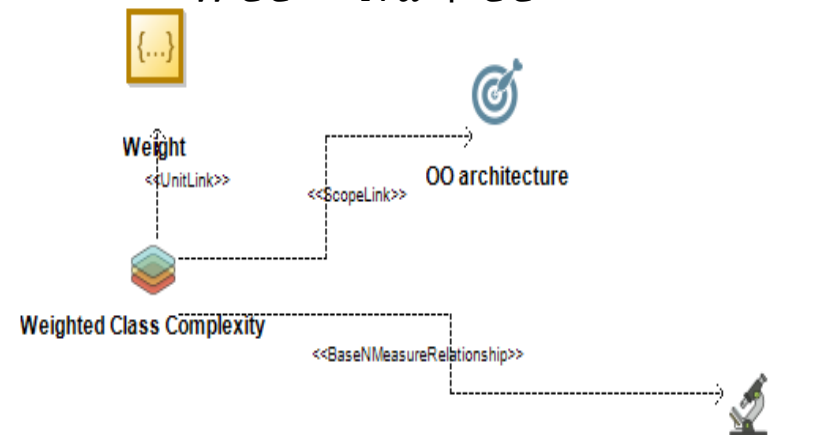 {...}
Weight
<<UnitLink>>
OO architecture
<<ScopeLink>>
Weighted Class Complexity
<<BaseNMeasureRelationship>>